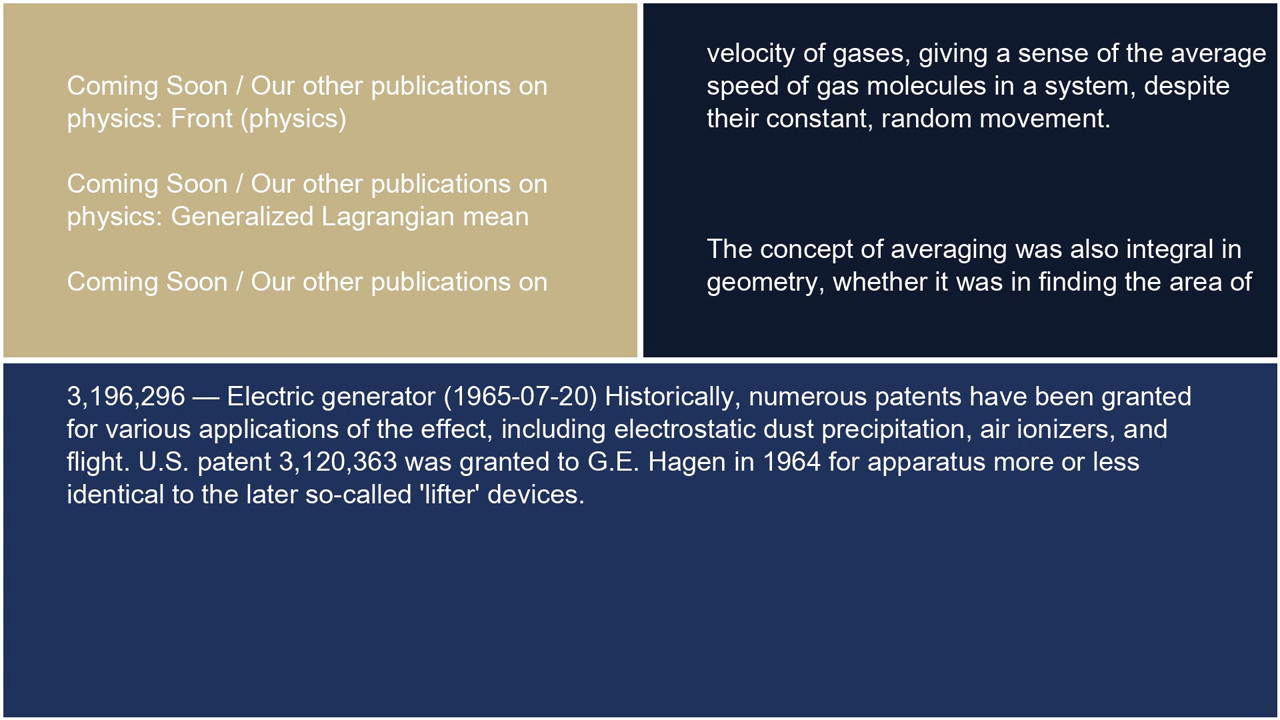 Coming Soon / Our other publications on
physics: Front (physics)
Coming Soon / Our other publications on
physics: Generalized Lagrangian mean
Coming Soon / Our other publications on
velocity of gases, giving a sense of the average
speed of gas molecules in a system, despite
their constant, random movement.
The concept of averaging was also integral in
geometry, whether it was in finding the area of
3,196,296 — Electric generator (1965-07-20) Historically, numerous patents have been granted
for various applications of the effect, including electrostatic dust precipitation, air ionizers, and
flight. U.S. patent 3,120,363 was granted to G.E. Hagen in 1964 for apparatus more or less
identical to the later so-called 'lifter' devices.